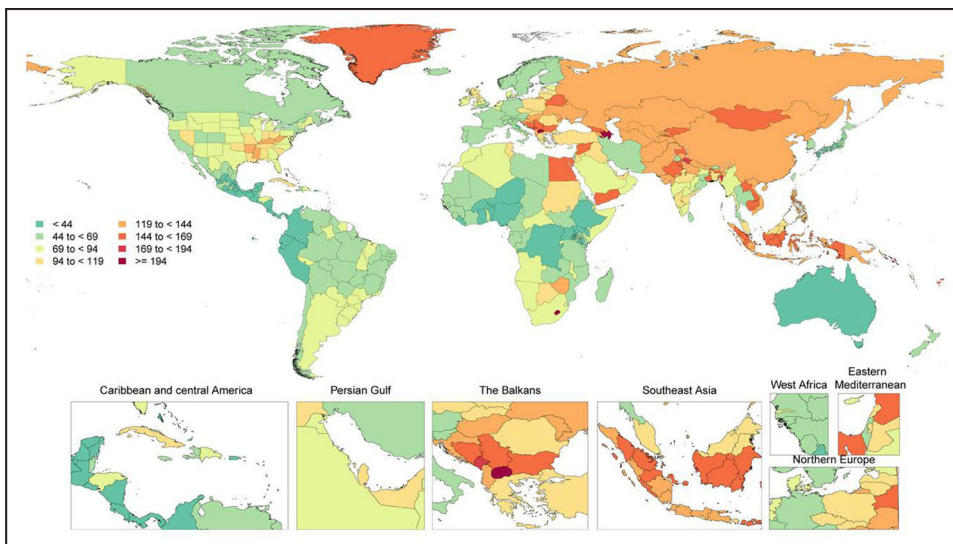 < 44
44 to < 69
69 to < 94
94 to < 119
119 to < 144
144 to < 169
169 to < 194
>= 194
Caribbean and central America
Persian Gulf
The Balkans
Southeast Asia
West Africa
Eastern
Mediterranean
Northern Europe